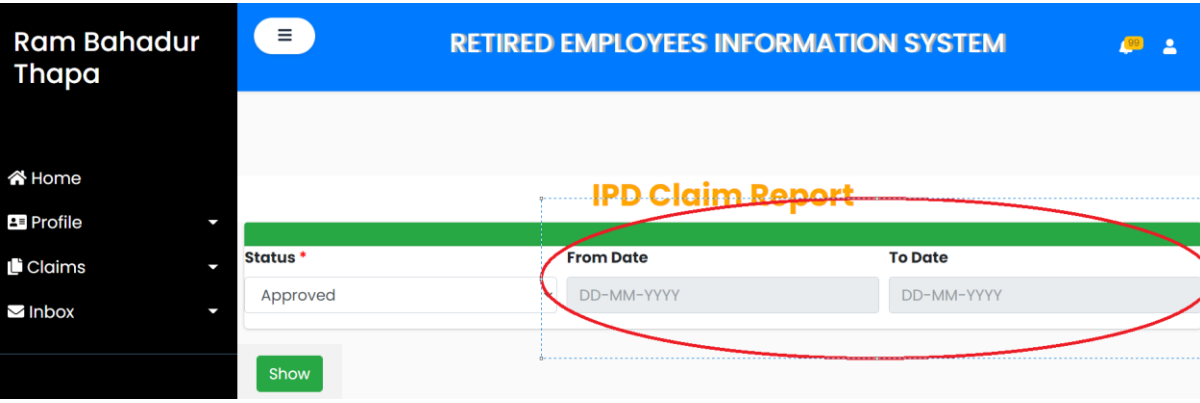 Ram Bahadur
Thapa
RETIRED EMPLOYEES INFORMATION SYSTEM
99
Home
Profile
Claims
Inbox
IPD Claim Report
Status *
From Date
To Date
Approved
DD-MM-YYYY
DD-MM-YYYY
Show